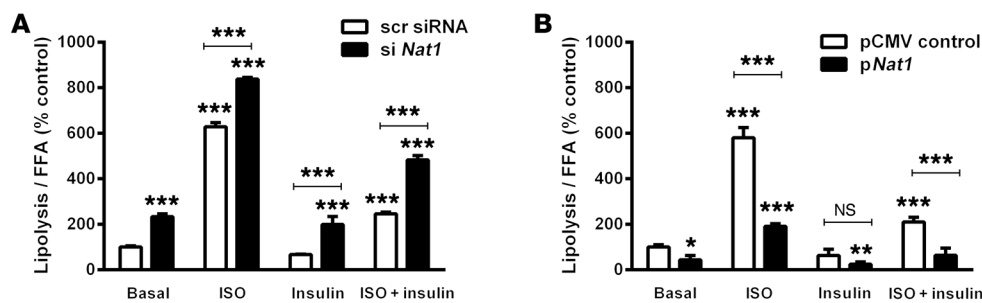 A
scr siRNA
si Nat1
Lipolysis / FFA (% control)
1000
800
600
400
200
0
***
***
***
***
***
***
***
***
***
Basal
ISO
Insulin
ISO + insulin
B
pCMV control
pNat1
Lipolysis / FFA (% control)
1000
800
600
400
200
0
*
***
***
***
NS
**
***
***
Basal
ISO
Insulin
ISO + insulin